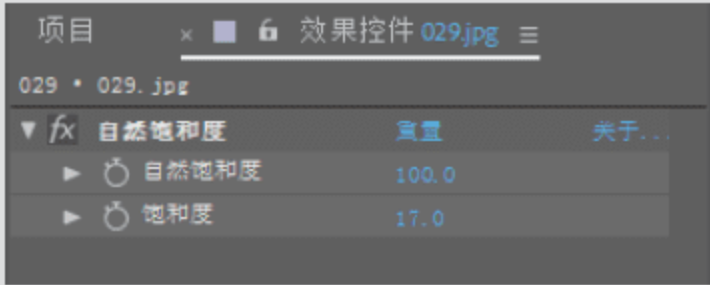 项目 × 效果控件 029.jpg ☰
029 • 029.jpg
fx 自然饱和度 重置 关于...
自然饱和度 100.0
饱和度 17.0